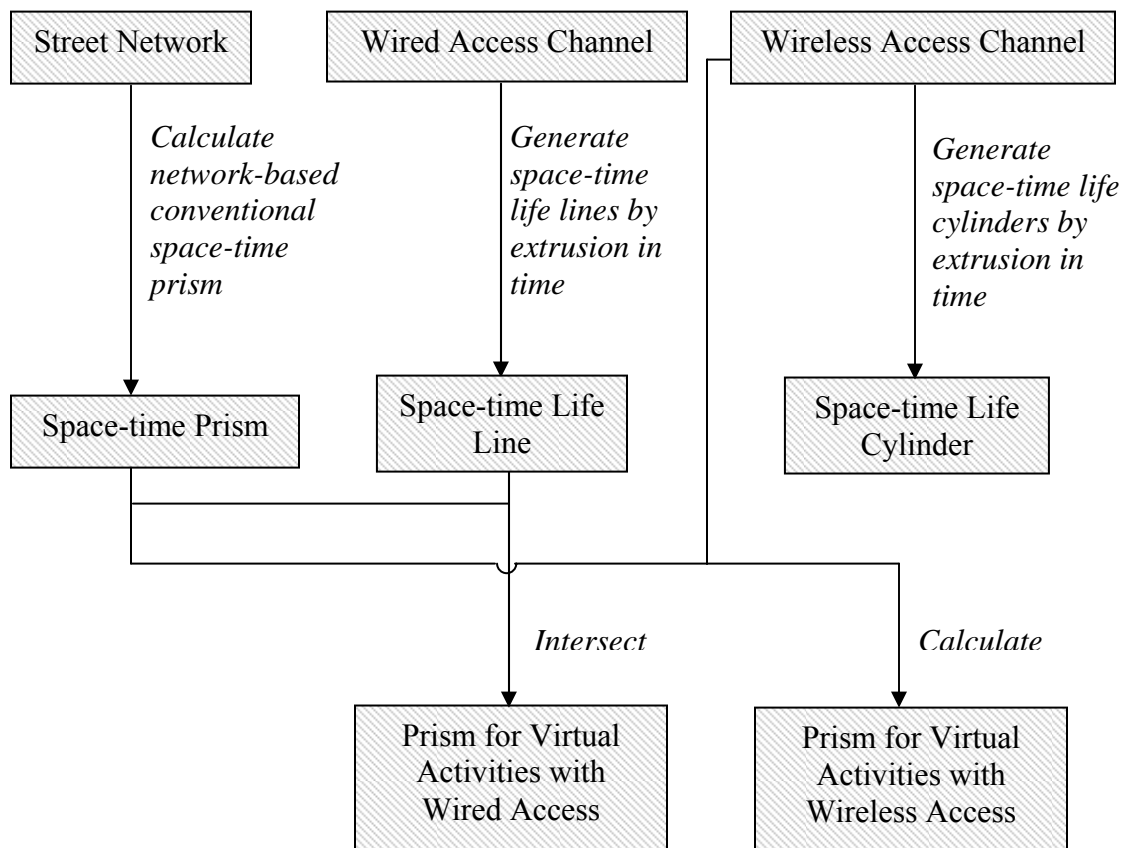 Street Network
Wired Access Channel
Wireless Access Channel
Calculate
network-based
conventional
space-time
prism
Generate
space-time
life lines by
extrusion in
time
Generate
space-time life
cylinders by
extrusion in
time
Space-time Prism
Space-time Life
Line
Space-time Life
Cylinder
Intersect
Calculate
Prism for Virtual
Activities with
Wired Access
Prism for Virtual
Activities with
Wireless Access